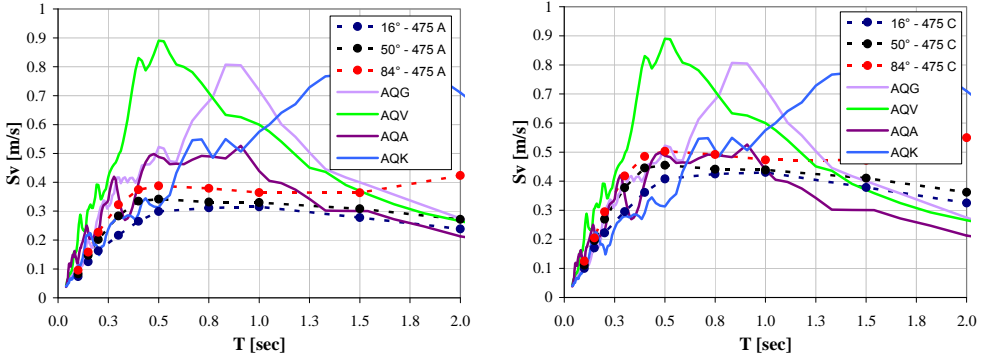 1
0.9
0.8
0.7
0.6
0.5
0.4
0.3
0.2
0.1
0
Sv [m/s]
0.0
0.3
0.5
0.8
1.0
1.3
1.5
1.8
2.0
T [sec]
16° - 475 A
50° - 475 A
84° - 475 A
AQG
AQV
AQA
AQK
1
0.9
0.8
0.7
0.6
0.5
0.4
0.3
0.2
0.1
0
Sv [m/s]
0.0
0.3
0.5
0.8
1.0
1.3
1.5
1.8
2.0
T [sec]
16° - 475 C
50° - 475 C
84° - 475 C
AQG
AQV
AQA
AQK